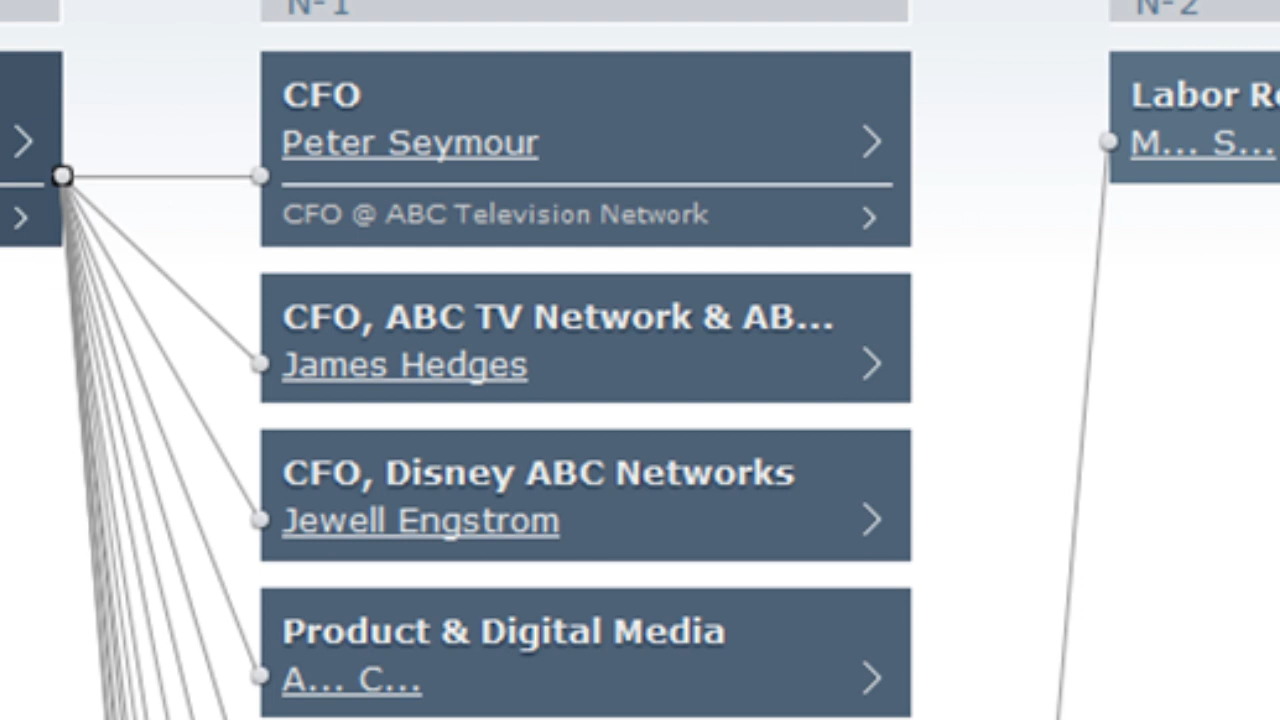 N-1
N-2
CFO
Peter Seymour
CFO @ ABC Television Network
CFO, ABC TV Network & AB...
James Hedges
CFO, Disney ABC Networks
Jewell Engstrom
Product & Digital Media
A... C...
Labor
M... S...